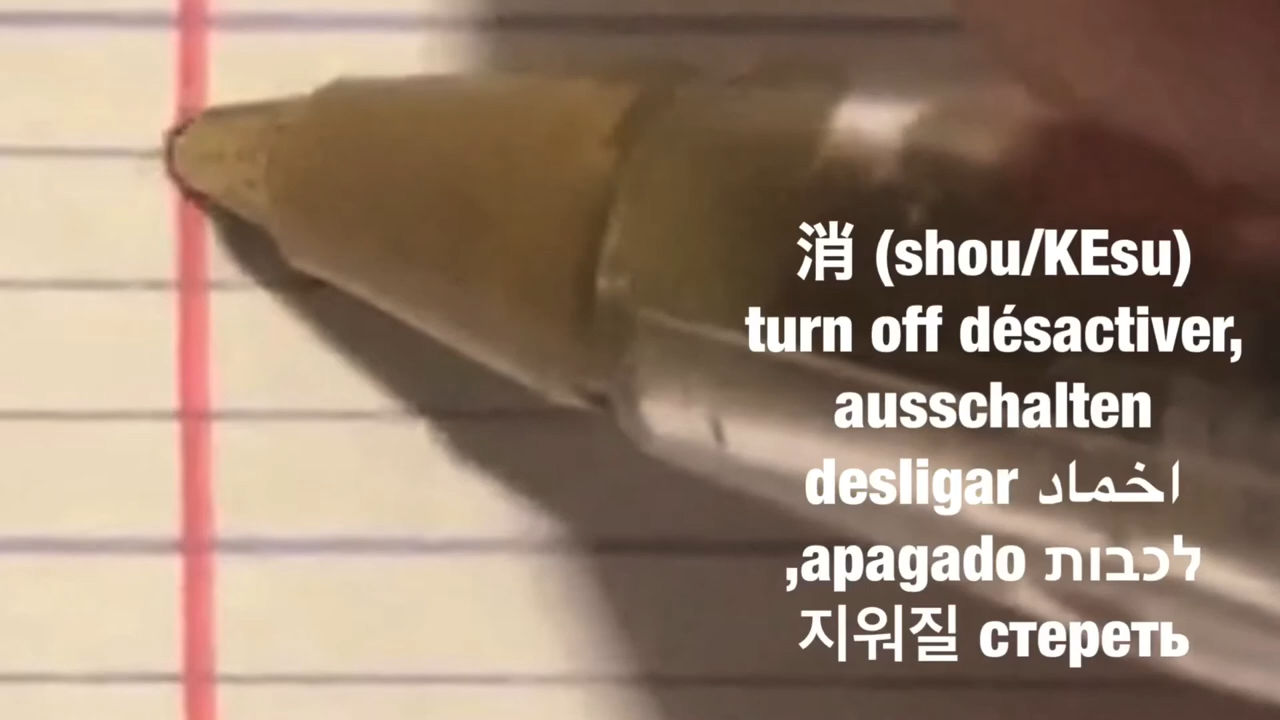 消 (shou/KEsu)
turn off désactiver,
ausschalten
desligar اخماد
,apagado לכבות
지워질 стереть